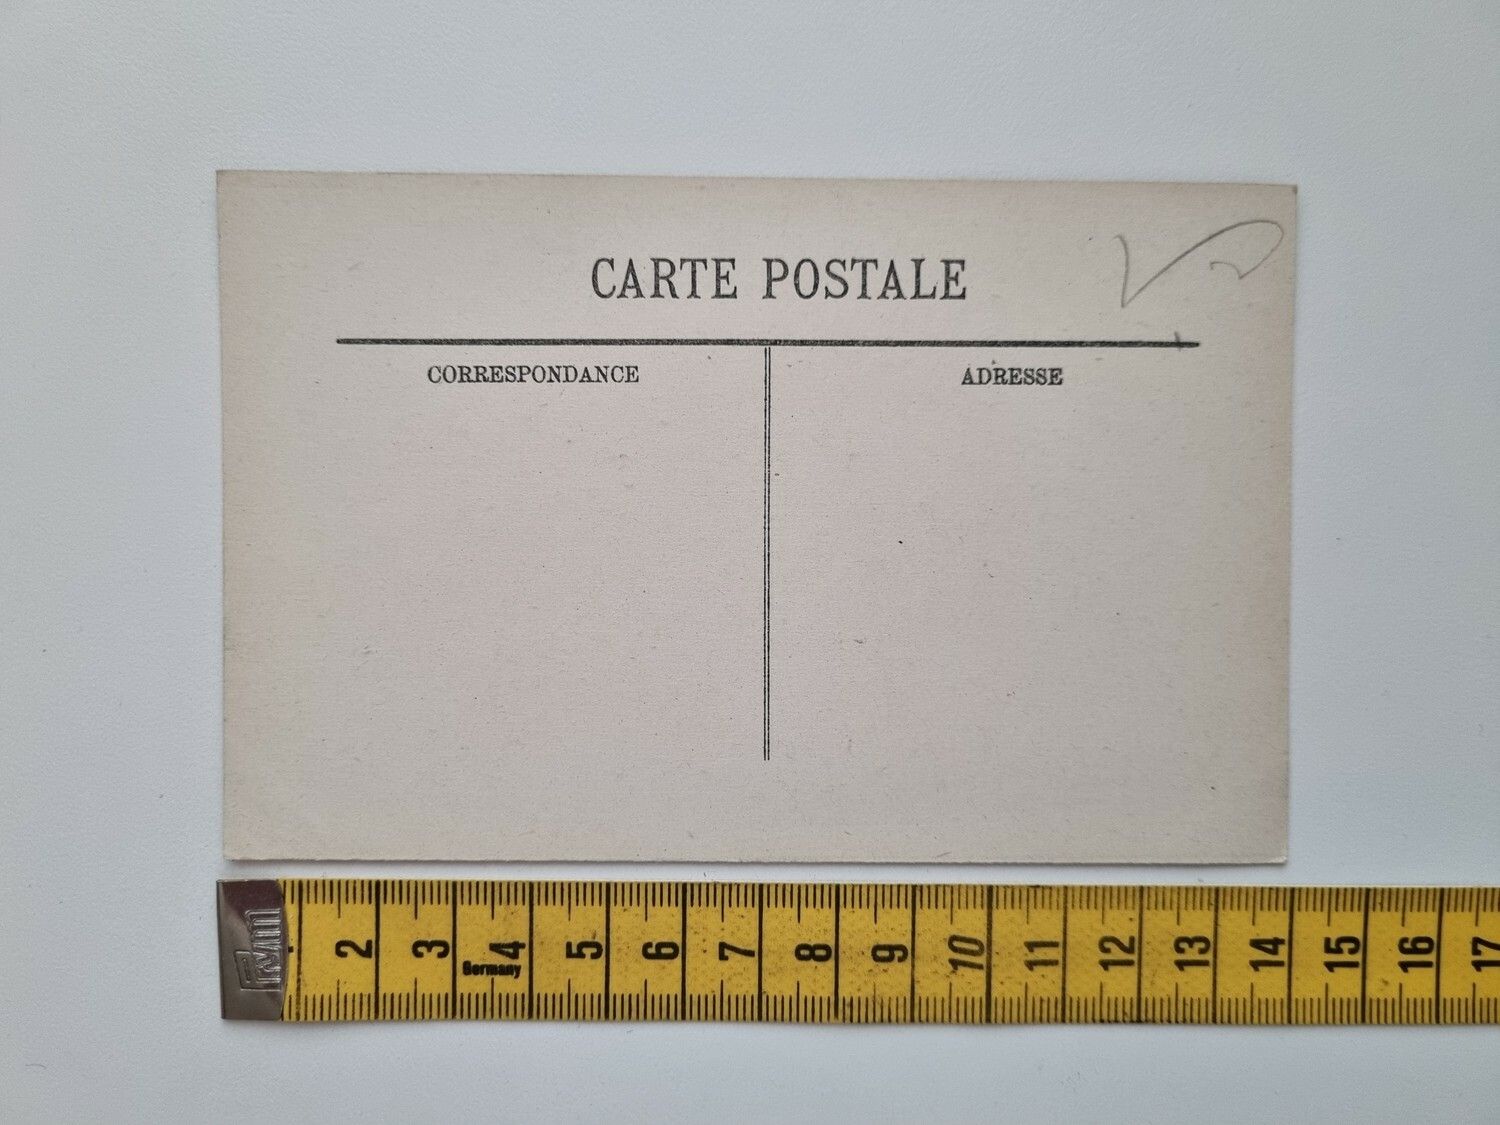 CARTE POSTALE
CORRESPONDANCE
ADRESSE
Prym
2 3 4 5 6 7 8 9 10 11 12 13 14 15 16 17
Germany